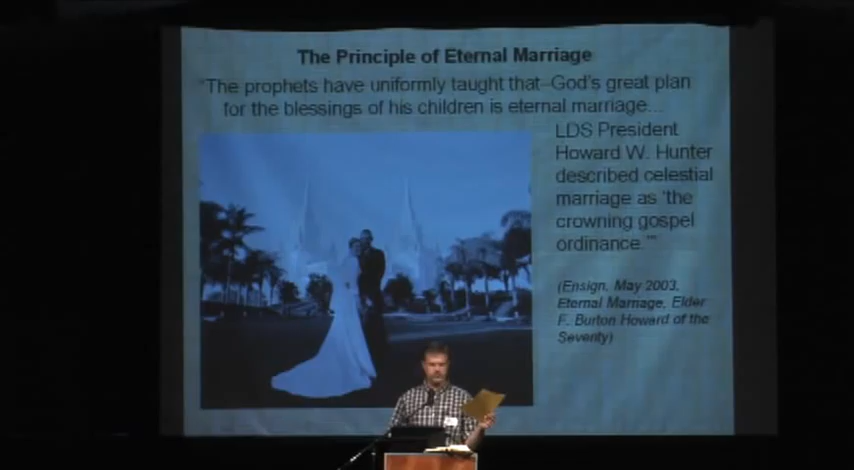 The Principle of Eternal Marriage
"The prophets have uniformly taught that–God's great plan
for the blessings of his children is eternal marriage...
LDS President
Howard W. Hunter
described celestial
marriage as 'the
crowning gospel
ordinance.'"
(Ensign, May 2003,
Eternal Marriage, Elder
F. Burton Howard of the
Seventy)